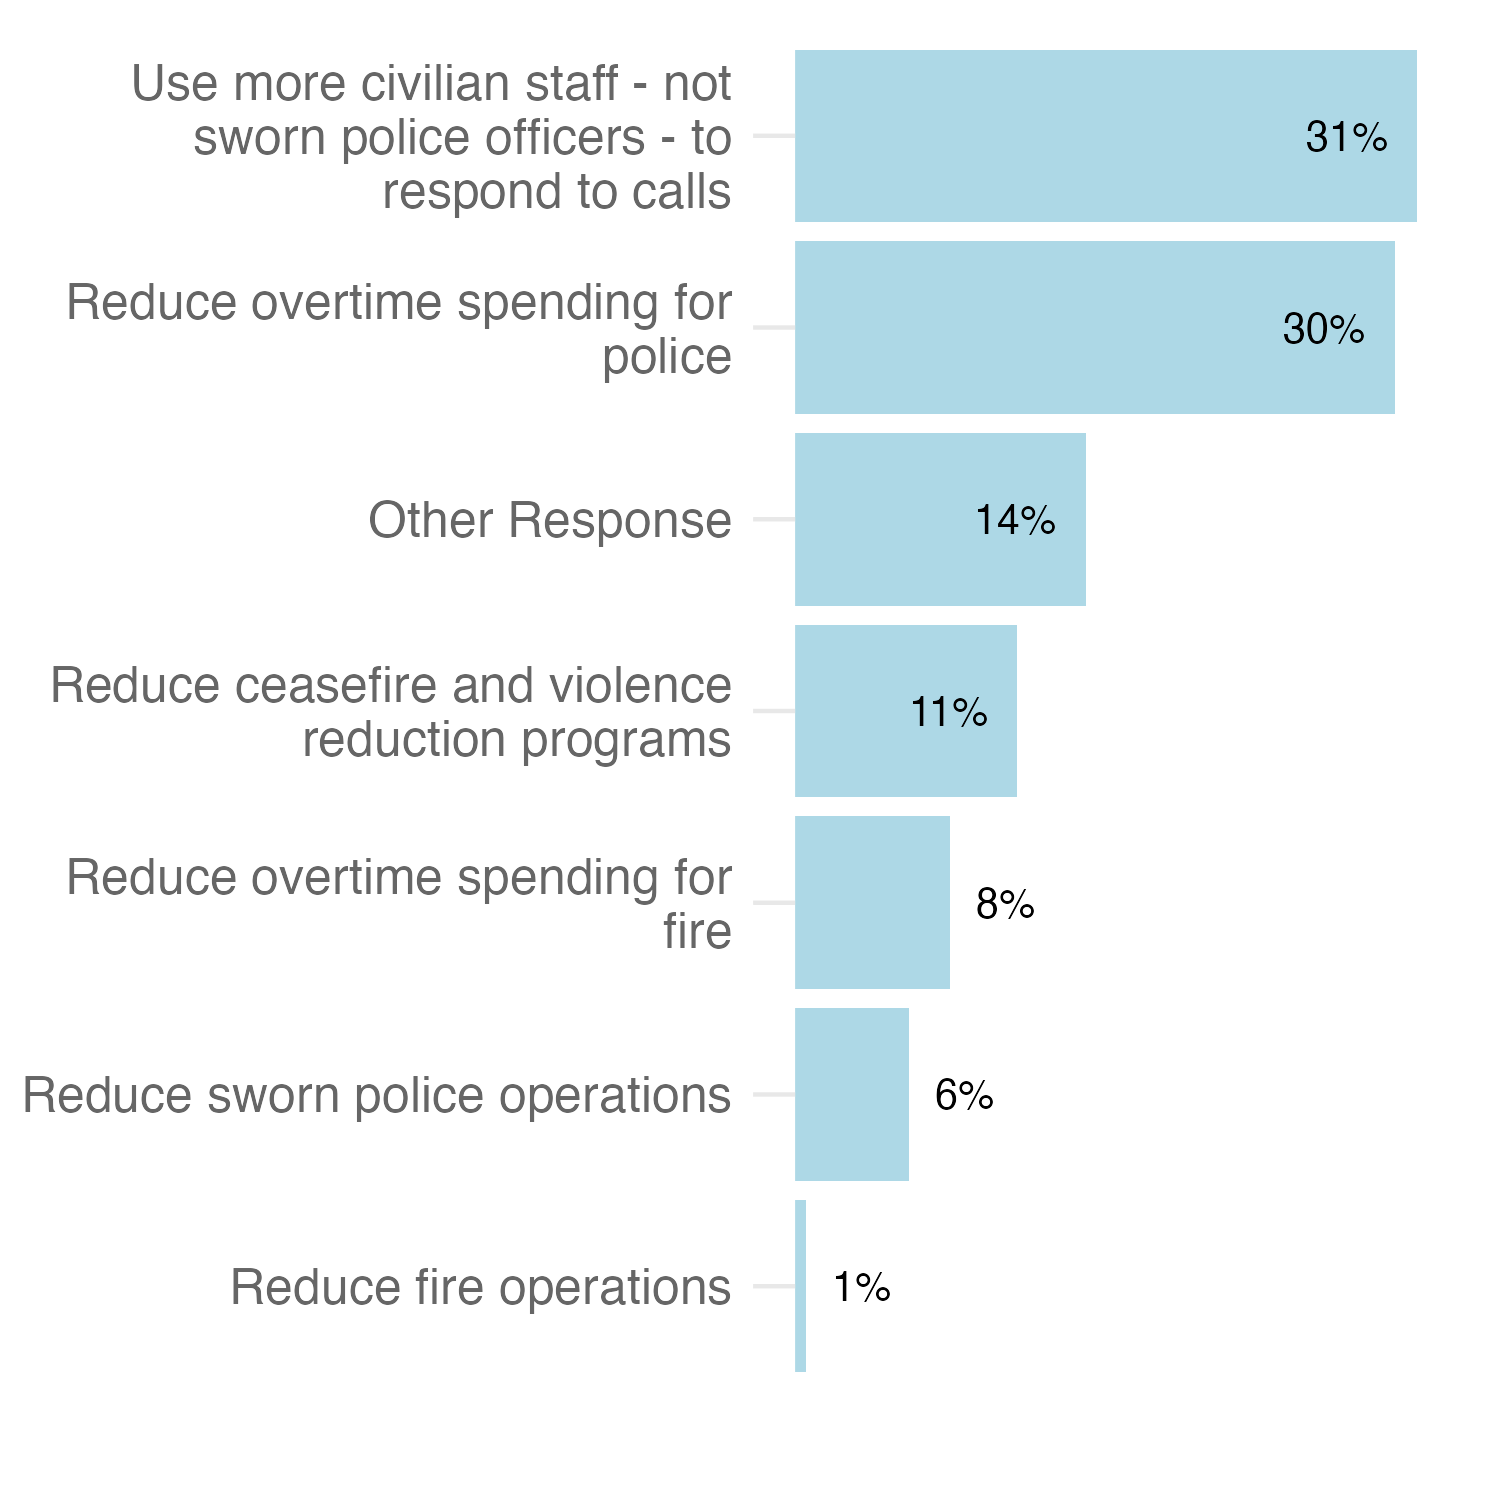 Use more civilian staff - not
sworn police officers - to
respond to calls
31%
Reduce overtime spending for
police
30%
Other Response
14%
Reduce ceasefire and violence
reduction programs
11%
Reduce overtime spending for
fire
8%
Reduce sworn police operations
6%
Reduce fire operations
1%